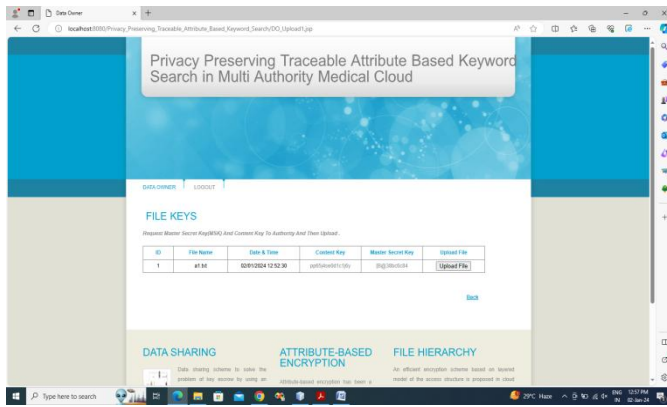 Data Owner
localhost:8080/Privacy_Preserving_Traceable_Attribute_Based_Keyword_Search/DO_Upload1.jsp
Privacy Preserving Traceable Attribute Based Keyword
Search in Multi Authority Medical Cloud
DATA OWNER LOGOUT
FILE KEYS
Request Master Secret Key(MSK) And Content Key To Authority And Then Upload..
ID File Name Date & Time Content Key Master Secret Key Upload File
1 a1.txt 02/01/2024 12:52:30 Upload File
Back
DATA SHARING
Data sharing scheme to solve the
problem of key escrow by using an
ATTRIBUTE-BASED
ENCRYPTION
Attribute-based encryption has been a
FILE HIERARCHY
An efficient encryption scheme based on layered
model of the access structure is proposed in cloud
Type here to search
29°C Haze
ENG
IN
12:57 PM
02-Jan-24